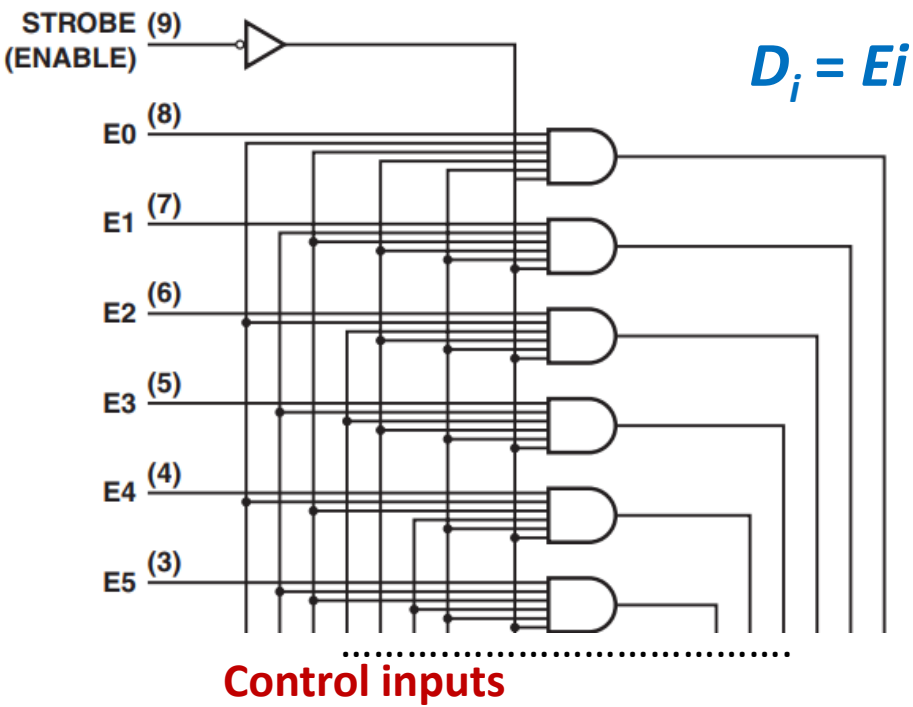 STROBE (9)
(ENABLE)
Di = Ei
E0 (8)
E1 (7)
E2 (6)
E3 (5)
E4 (4)
E5 (3)
Control inputs